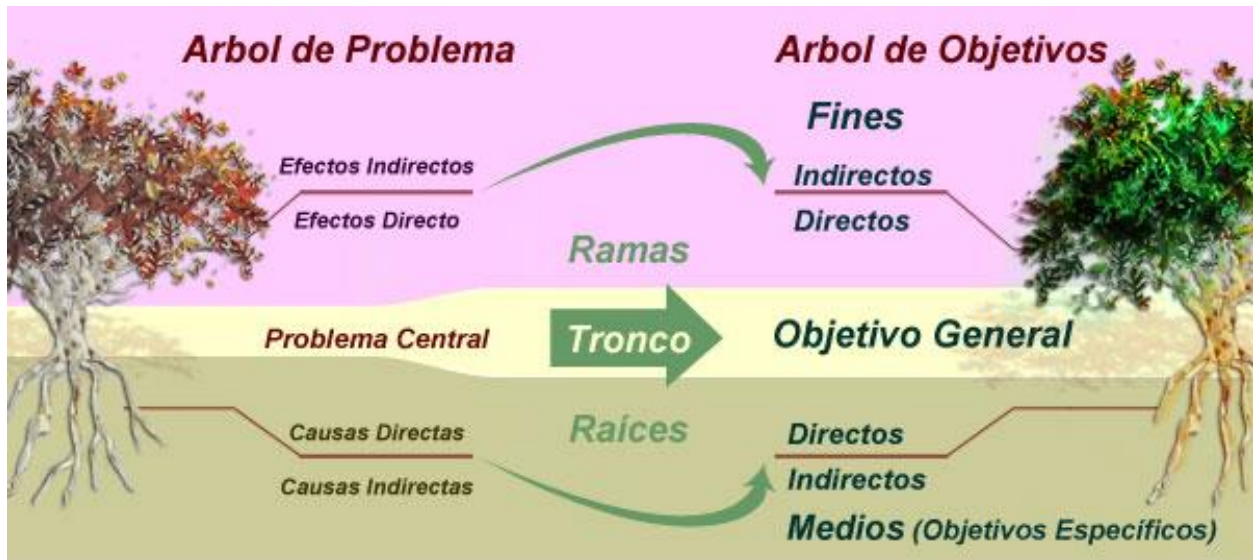 Arbol de Problema
Arbol de Objetivos
Fines
Efectos Indirectos
Indirectos
Efectos Directo
Directos
Ramas
Problema Central
Tronco
Objetivo General
Causas Directas
Raíces
Directos
Causas Indirectas
Indirectos
Medios (Objetivos Específicos)